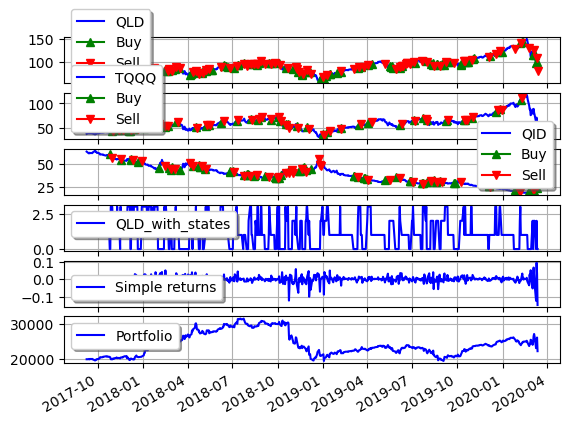 QLD
Buy
Sell
150
100
TQQQ
Buy
Sell
100
50
QID
Buy
Sell
50
25
2.5
0.0
QLD_with_states
0.1
0.0
−0.1
Simple returns
30000
20000
Portfolio
2017-10
2018-01
2018-04
2018-07
2018-10
2019-01
2019-04
2019-07
2019-10
2020-01
2020-04